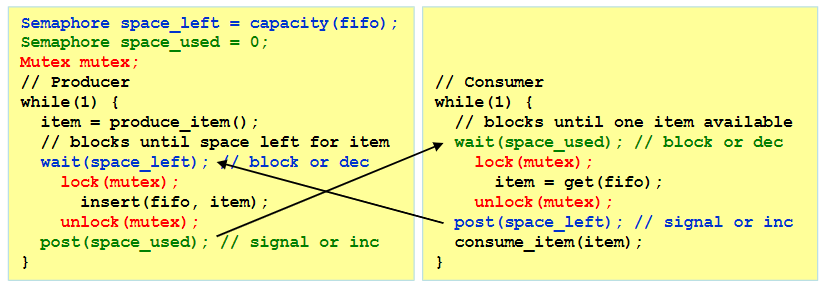 Semaphore space_left = capacity(fifo);
Semaphore space_used = 0;
Mutex mutex;
// Producer
while(1) {
  item = produce_item();
  // blocks until space left for item
  wait(space_left); // block or dec
    lock(mutex);
      insert(fifo, item);
    unlock(mutex);
  post(space_used); // signal or inc
}
// Consumer
while(1) {
  // blocks until one item available
  wait(space_used); // block or dec
    lock(mutex);
      item = get(fifo);
    unlock(mutex);
  post(space_left); // signal or inc
  consume_item(item);
}